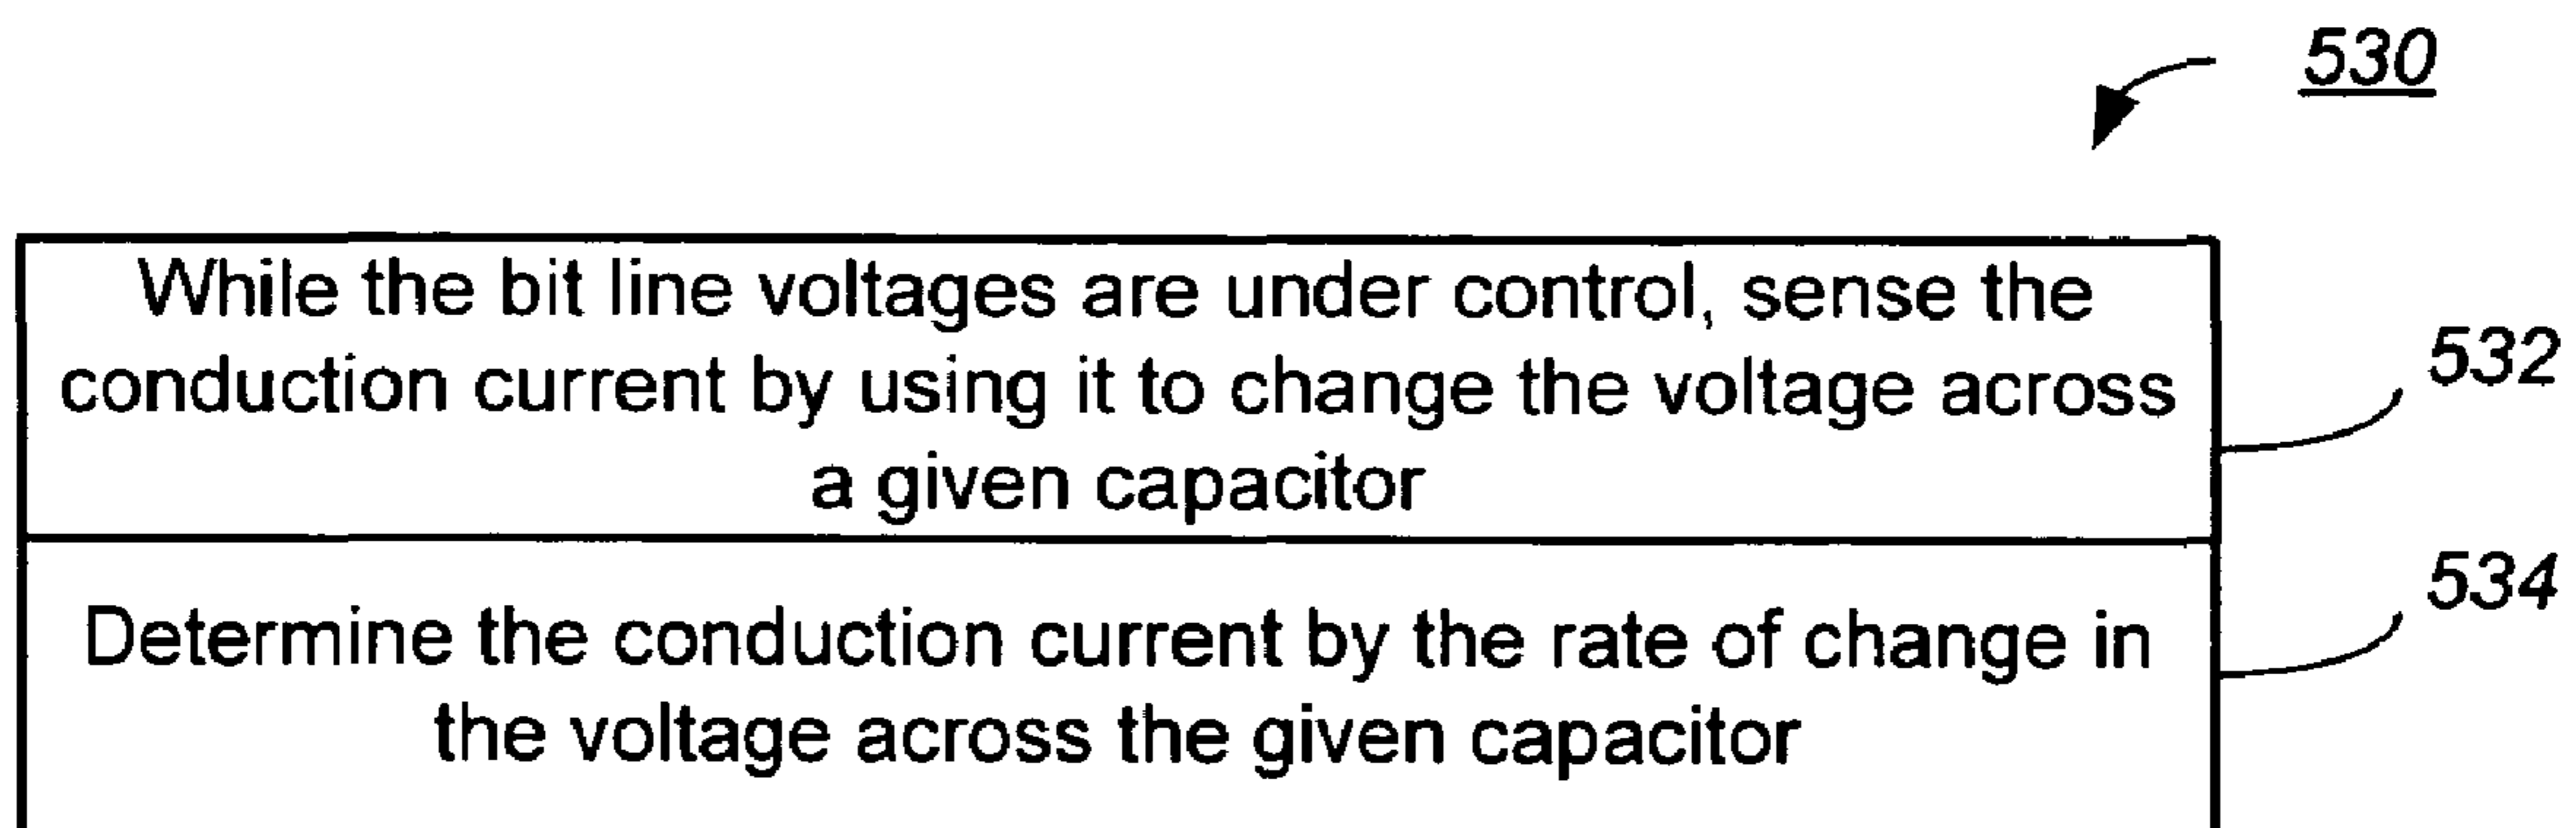 530
While the bit line voltages are under control, sense the
conduction current by using it to change the voltage across
a given capacitor
532
Determine the conduction current by the rate of change in
the voltage across the given capacitor
534